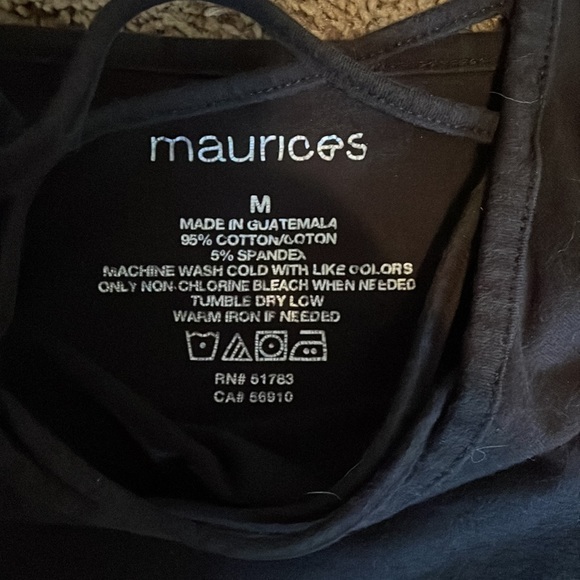 maurices
M
MADE IN GUATEMALA
95% COTTON/COTON
5% SPANDEX
MACHINE WASH COLD WITH LIKE COLORS
ONLY NON-CHLORINE BLEACH WHEN NEEDED
TUMBLE DRY LOW
WARM IRON IF NEEDED
RN# 51783
CA# 56910